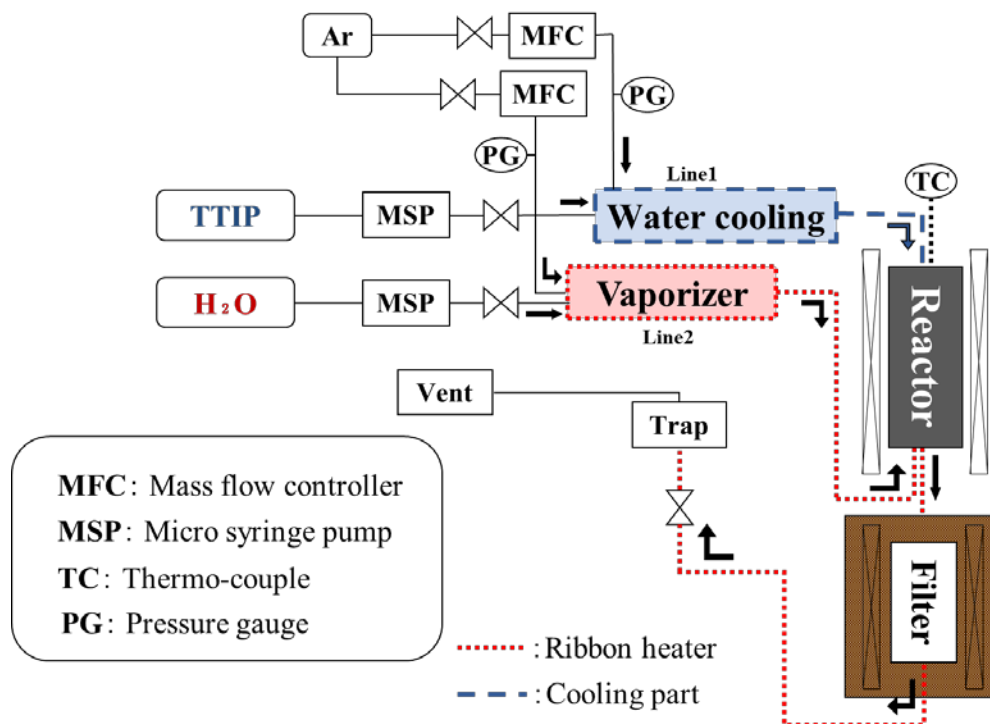 Ar
MFC
MFC
PG
PG
Line1
TC
TTIP
MSP
Water cooling
H₂O
MSP
Vaporizer
Line2
Reactor
Vent
Trap
Filter
MFC: Mass flow controller
MSP: Micro syringe pump
TC: Thermo-couple
PG: Pressure gauge
: Ribbon heater
: Cooling part